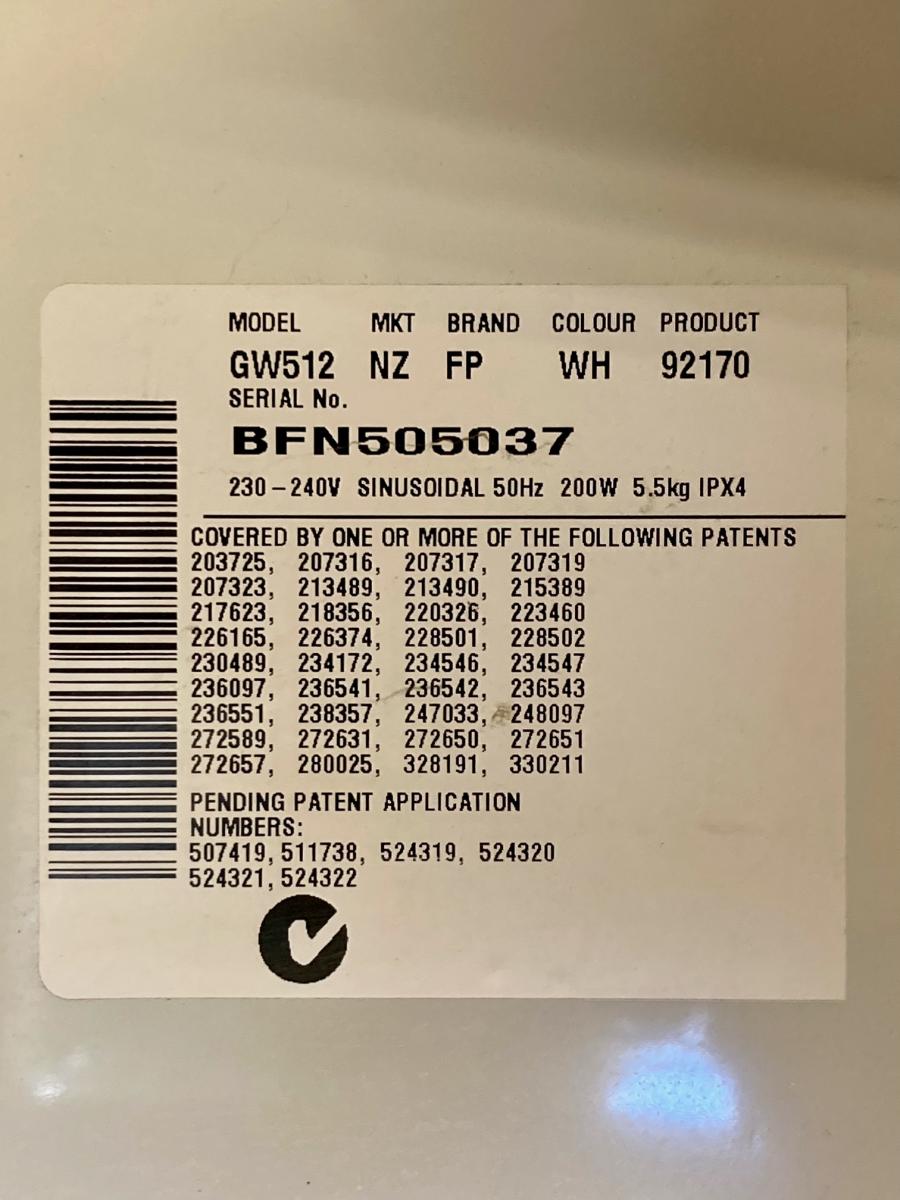 MODEL MKT BRAND COLOUR PRODUCT
GW512 NZ FP WH 92170
SERIAL No.
BFN505037
230-240V SINUSOIDAL 50Hz 200W 5.5kg IPX4
COVERED BY ONE OR MORE OF THE FOLLOWING PATENTS
203725, 207316, 207317, 207319
207323, 213489, 213490, 215389
217623, 218356, 220326, 223460
226165, 226374, 228501, 228502
230489, 234172, 234546, 234547
236097, 236541, 236542, 236543
236551, 238357, 247033, 248097
272589, 272631, 272650, 272651
272657, 280025, 328191, 330211
PENDING PATENT APPLICATION
NUMBERS:
507419, 511738, 524319, 524320
524321, 524322